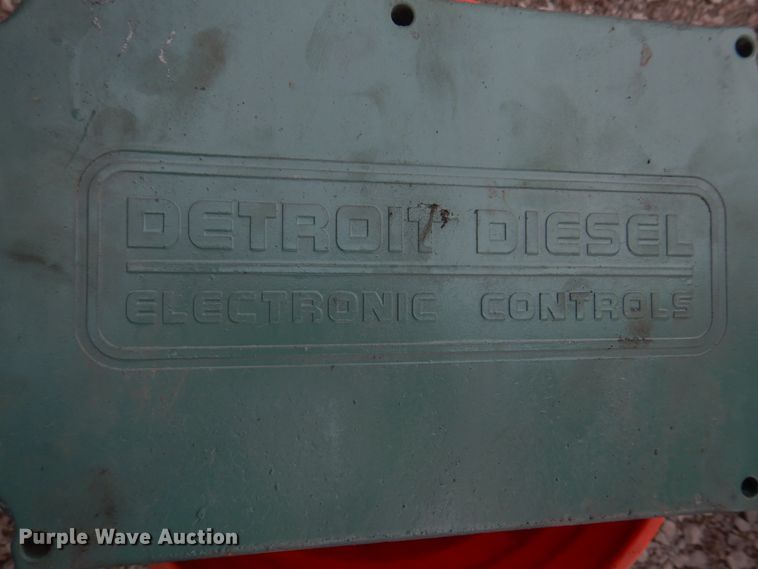 DETROIT DIESEL
ELECTRONIC CONTROLS
Purple Wave Auction